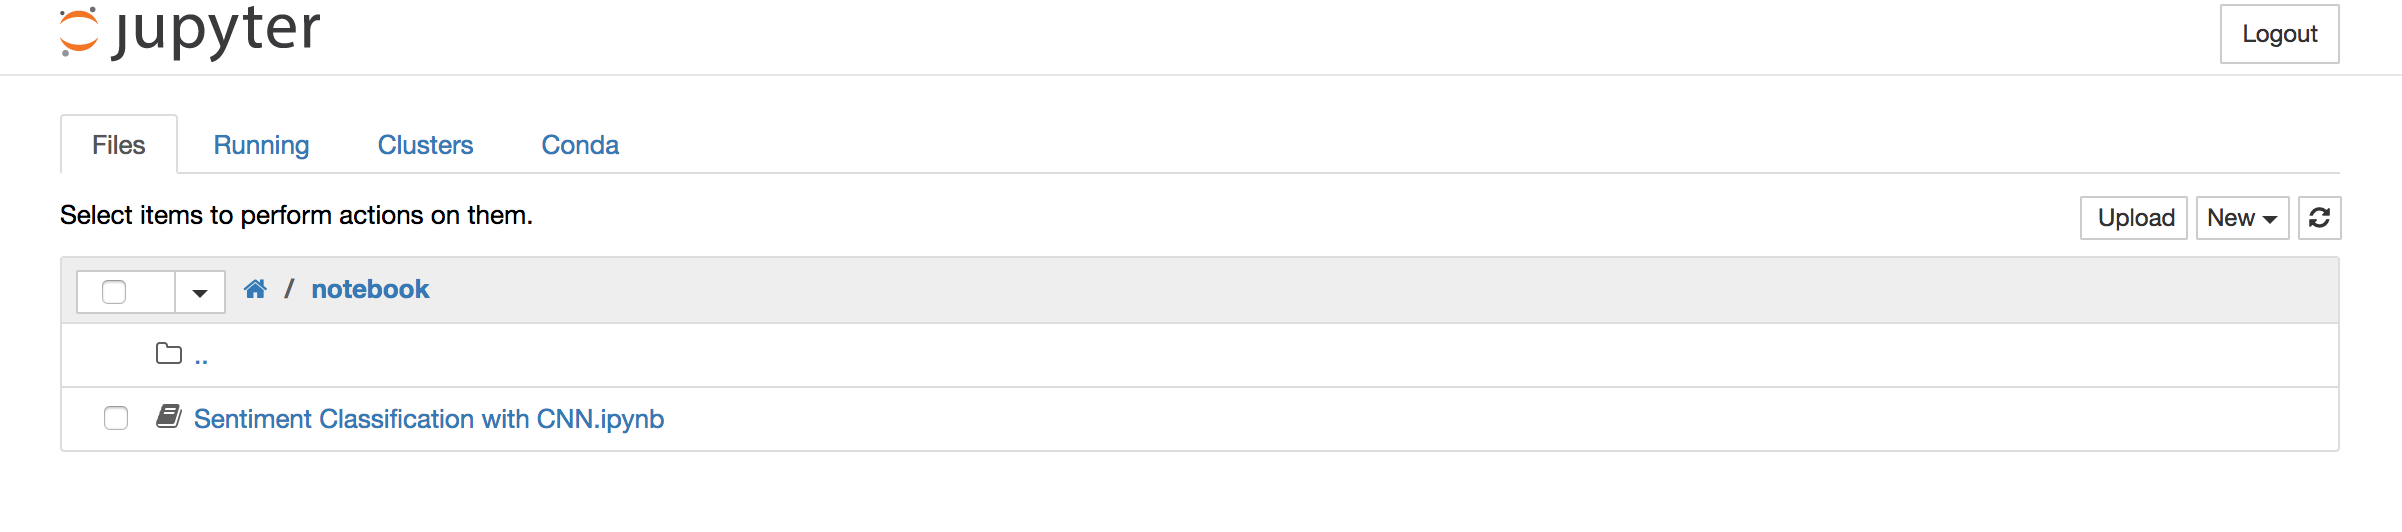 jupyter
Logout
Files Running Clusters Conda
Select items to perform actions on them.
Upload New
/ notebook
..
Sentiment Classification with CNN.ipynb